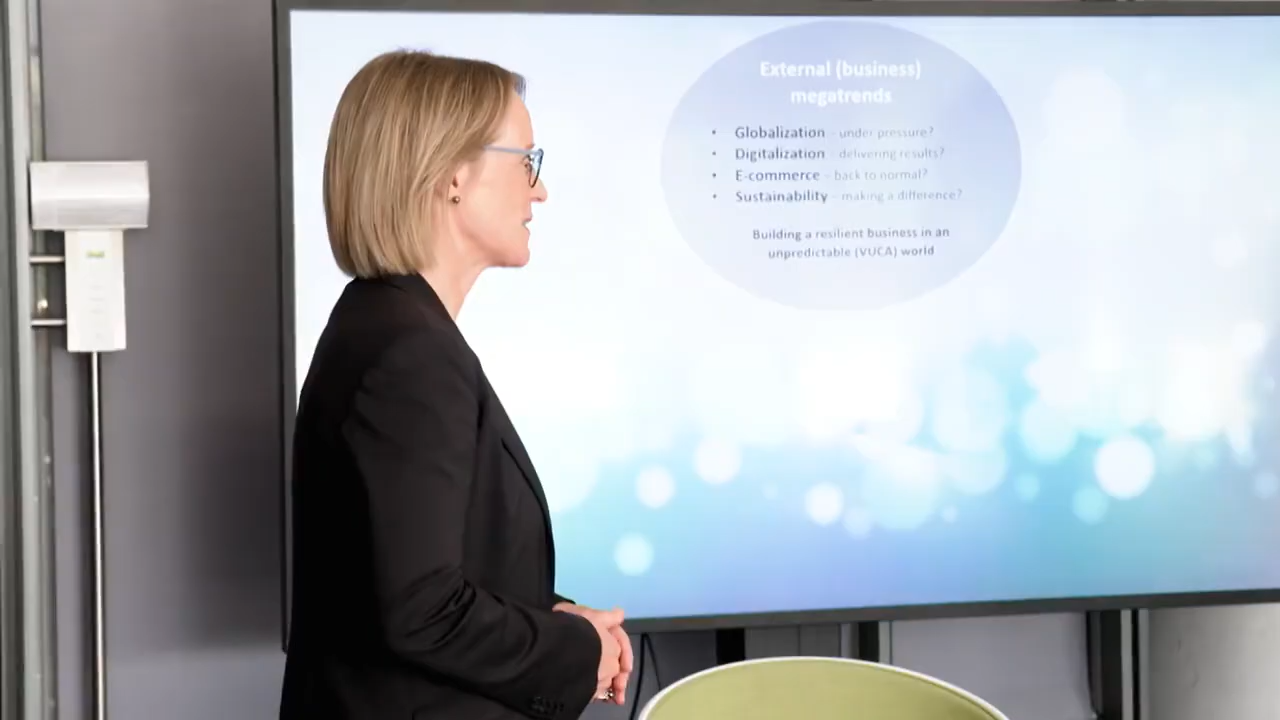 External (business)
megatrends
• Globalization – under pressure?
• Digitalization – delivering results?
• E-commerce – back to normal?
• Sustainability – making a difference?
Building a resilient business in an
unpredictable (VUCA) world